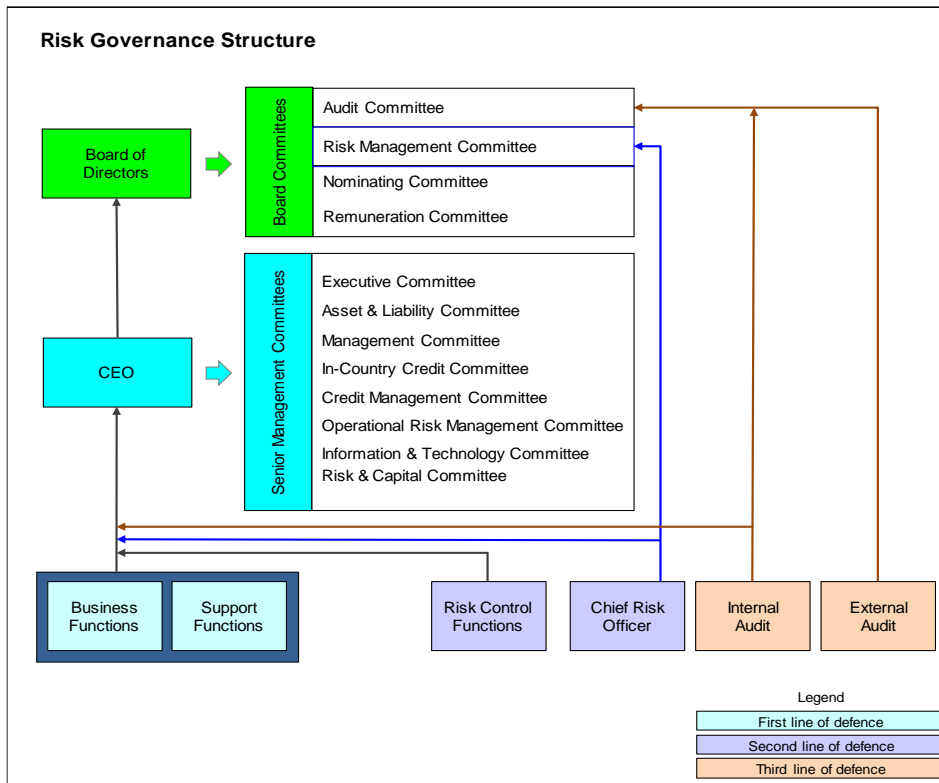 Risk Governance Structure
Board of
Directors
Board Committees
Audit Committee
Risk Management Committee
Nominating Committee
Remuneration Committee
CEO
Senior Management Committees
Executive Committee
Asset & Liability Committee
Management Committee
In-Country Credit Committee
Credit Management Committee
Operational Risk Management Committee
Information & Technology Committee
Risk & Capital Committee
Business
Functions
Support
Functions
Risk Control
Functions
Chief Risk
Officer
Internal
Audit
External
Audit
Legend
First line of defence
Second line of defence
Third line of defence